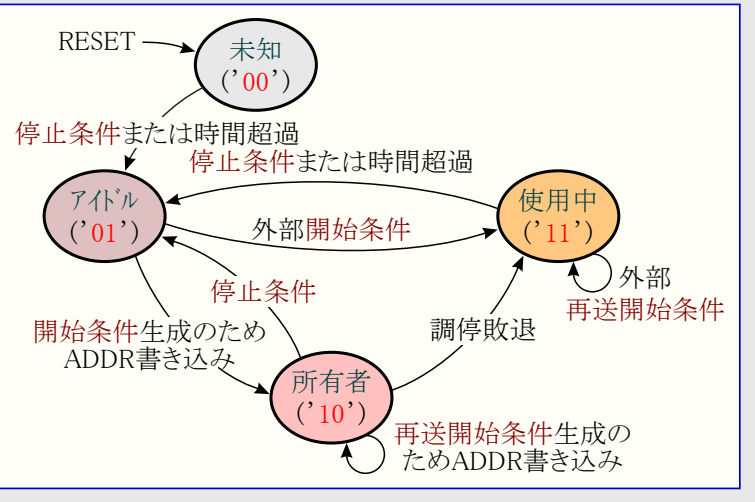 RESET
未知
(’00’)
停止条件または時間超過
停止条件または時間超過
アイドル
(’01’)
使用中
(’11’)
外部開始条件
外部
再送開始条件
停止条件
開始条件生成のため
ADDR書き込み
調停敗退
所有者
(’10’)
再送開始条件生成の
ためADDR書き込み